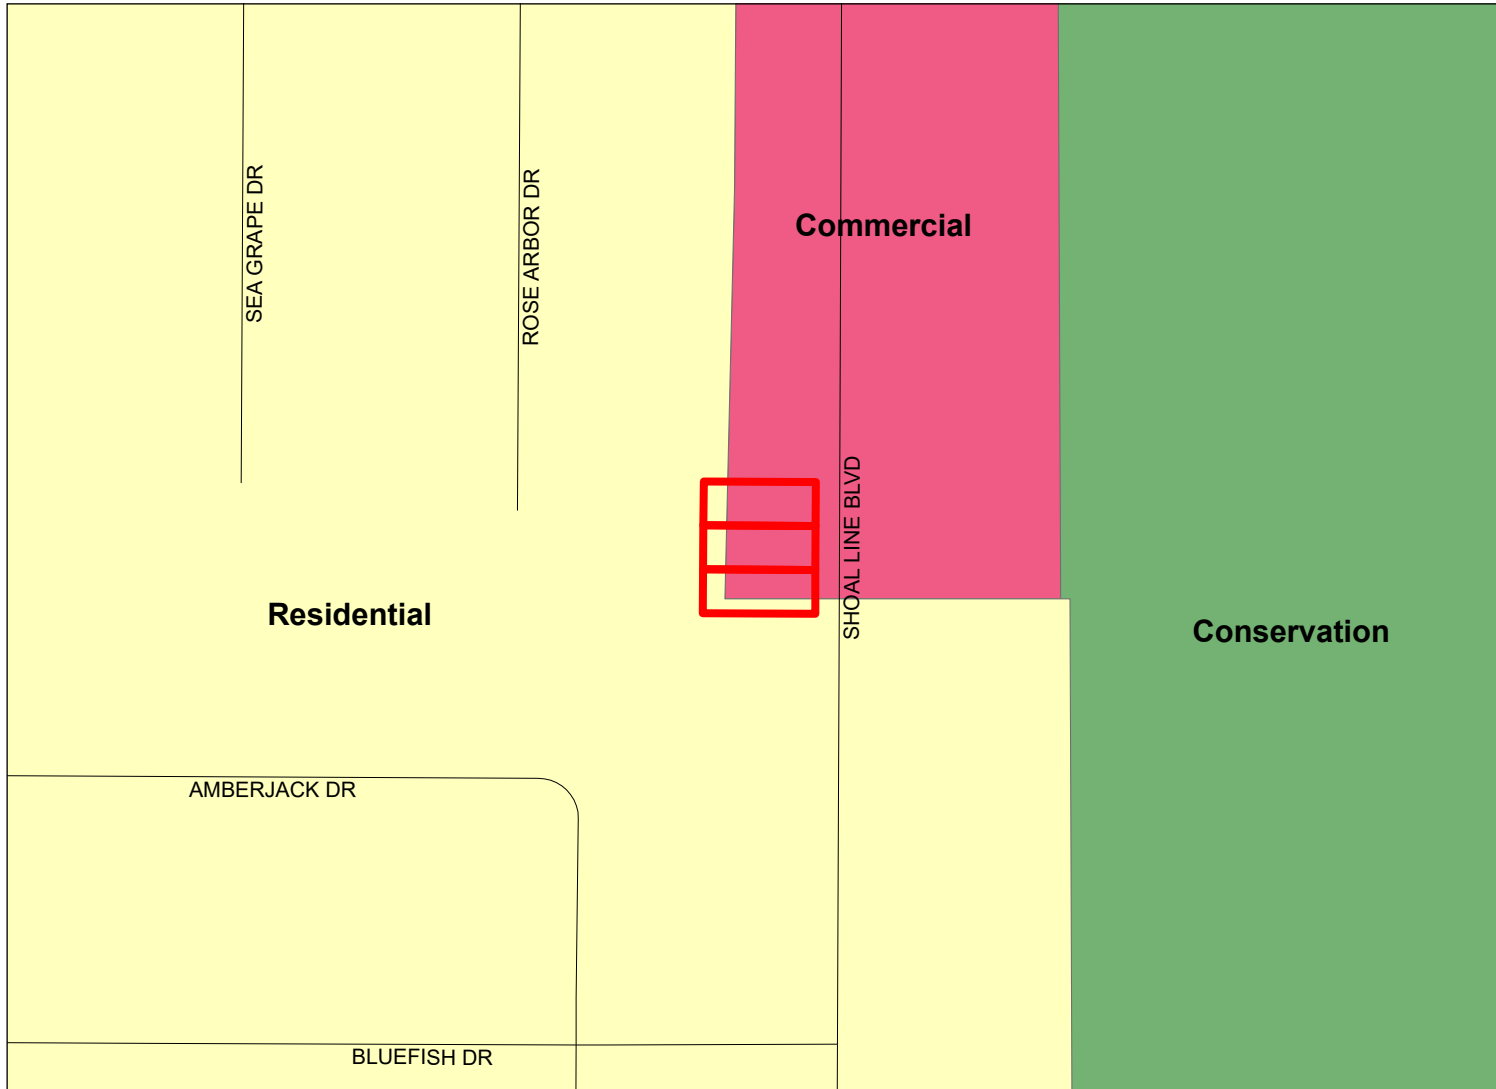 SEA GRAPE DR
ROSE ARBOR DR
Commercial
SHOAL LINE BLVD
Residential
Conservation
AMBERJACK DR
BLUEFISH DR